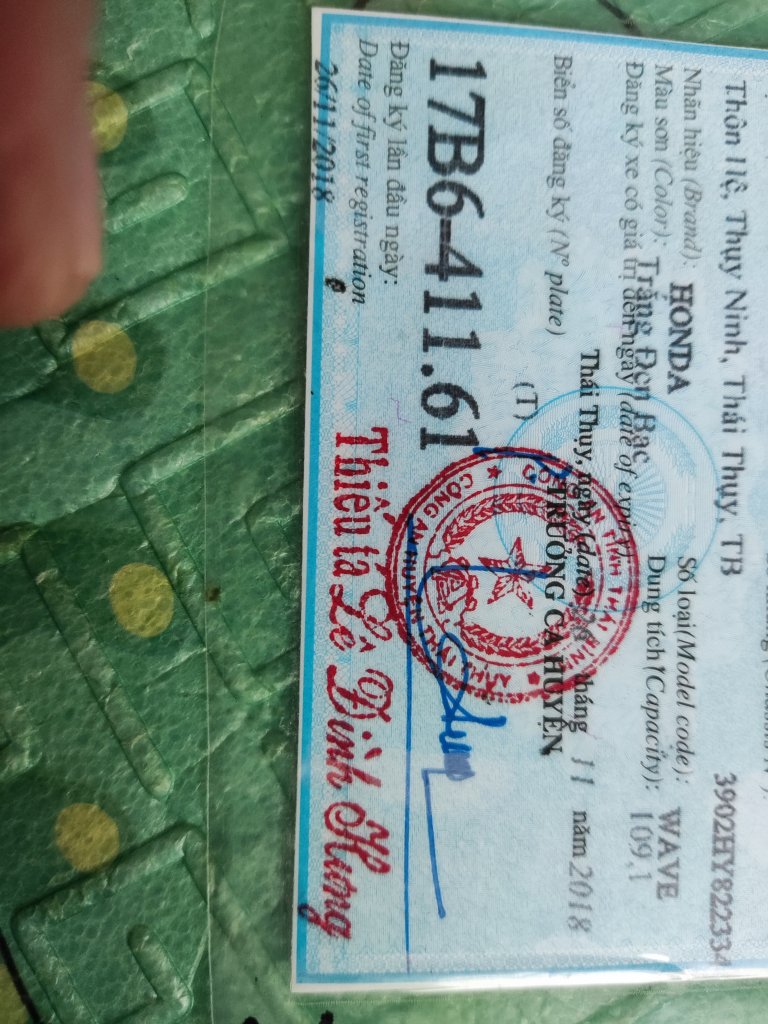 3902HY822334
Thôn Hệ, Thụy Ninh, Thái Thụy, TB
Nhãn hiệu (Brand): HONDA Số loại(Model code): WAVE
Màu sơn (Color): Trắng Đen Bạc Dung tích (Capacity): 109,1
Đăng ký xe có giá trị đến ngày (date of expiry)
Thái Thụy, ngày (date) 26 tháng 11 năm 2018
Biển số đăng ký (Nº plate) TRƯỞNG CA HUYỆN
(T)
17B6-411.61
CÔNG AN HUYỆN
Đăng ký lần đầu ngày:
Date of first registration
26/11/2018
Thiếu tá Lê Đình Hưng